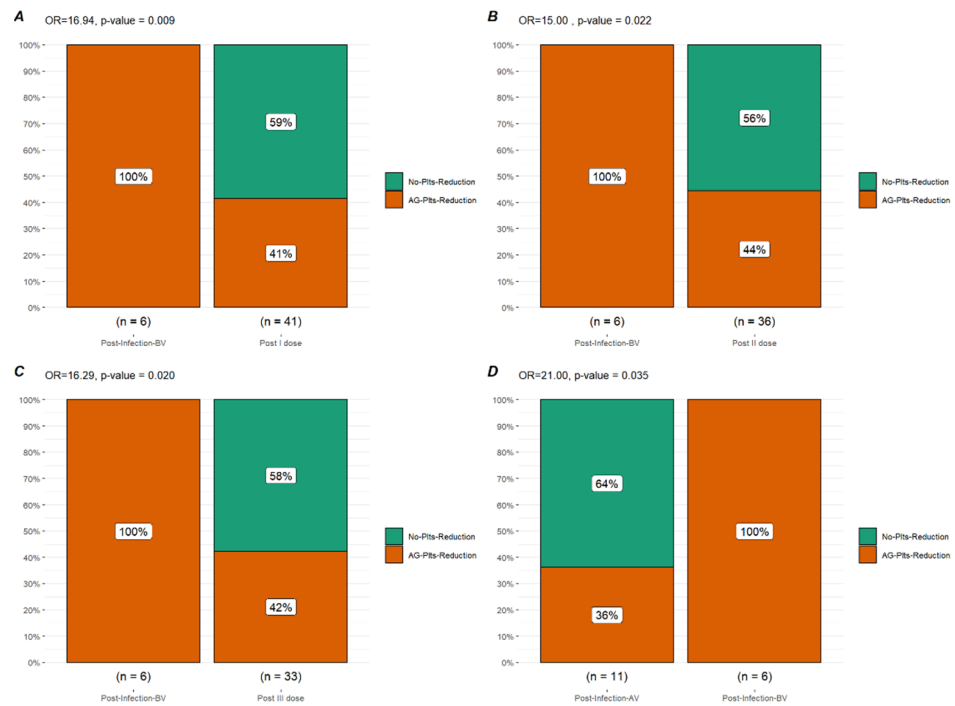 A
OR=16.94, p-value = 0.009
100%
90%
80%
70%
60%
50%
40%
30%
20%
10%
0%
100%
59%
41%
(n = 6)
(n = 41)
Post-Infection-BV
Post I dose
No-Plts-Reduction
AG-Plts-Reduction
B
OR=15.00 , p-value = 0.022
100%
90%
80%
70%
60%
50%
40%
30%
20%
10%
0%
100%
56%
44%
(n = 6)
(n = 36)
Post-Infection-BV
Post II dose
No-Plts-Reduction
AG-Plts-Reduction
C
OR=16.29, p-value = 0.020
100%
90%
80%
70%
60%
50%
40%
30%
20%
10%
0%
100%
58%
42%
(n = 6)
(n = 33)
Post-Infection-BV
Post III dose
No-Plts-Reduction
AG-Plts-Reduction
D
OR=21.00, p-value = 0.035
100%
90%
80%
70%
60%
50%
40%
30%
20%
10%
0%
64%
36%
100%
(n = 11)
(n = 6)
Post-Infection-AV
Post-Infection-BV
No-Plts-Reduction
AG-Plts-Reduction